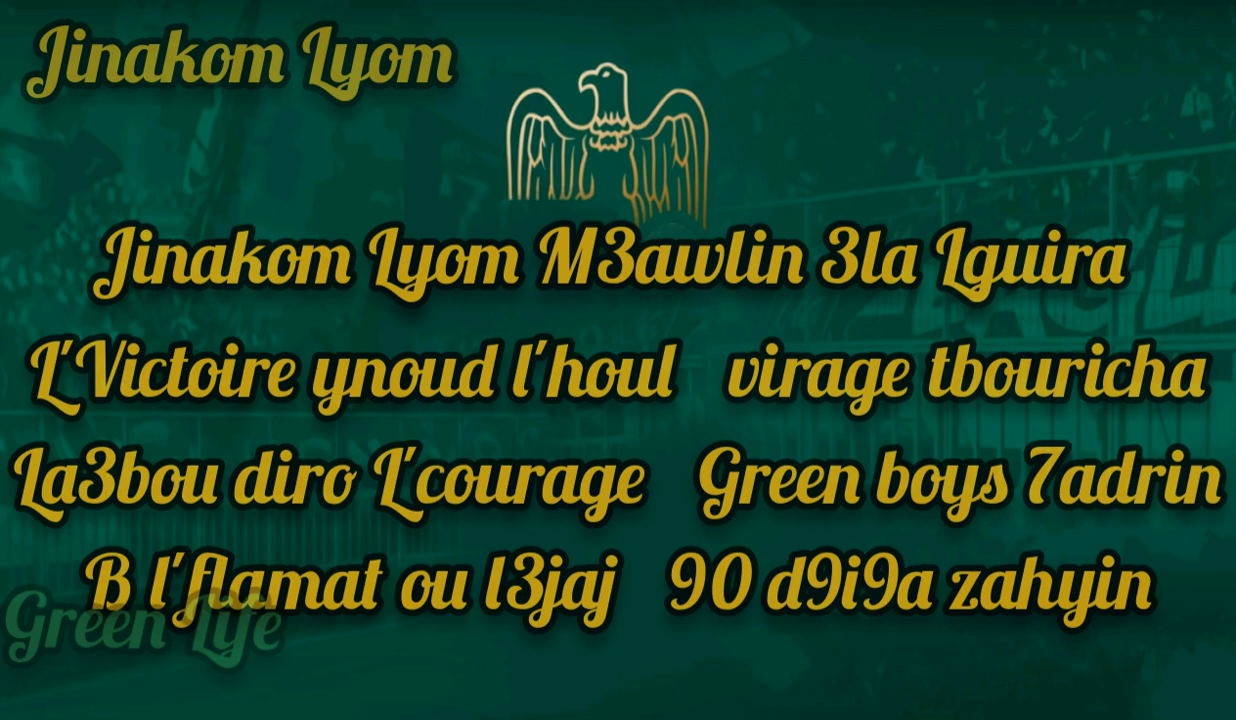 Jinakom Lyom
Jinakom Lyom M3awlin 3la Lguira
L'Victoire ynoud l'houl virage tbouricha
La3bou diro L'courage Green boys 7adrin
B l'flamat ou l3jaj 90 d9i9a zahyin
Green Life